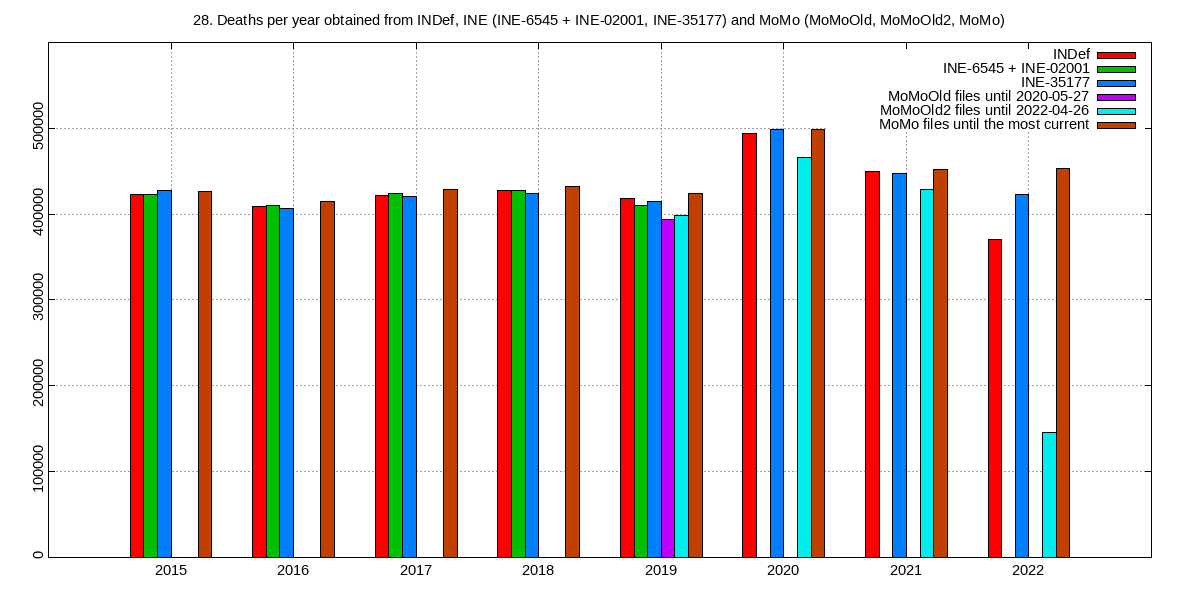 28. Deaths per year obtained from INDef, INE (INE-6545 + INE-02001, INE-35177) and MoMo (MoMoOld, MoMoOld2, MoMo)
INDef
INE-6545 + INE-02001
INE-35177
MoMoOld files until 2020-05-27
MoMoOld2 files until 2022-04-26
MoMo files until the most current
500000
400000
300000
200000
100000
0
2015 2016 2017 2018 2019 2020 2021 2022